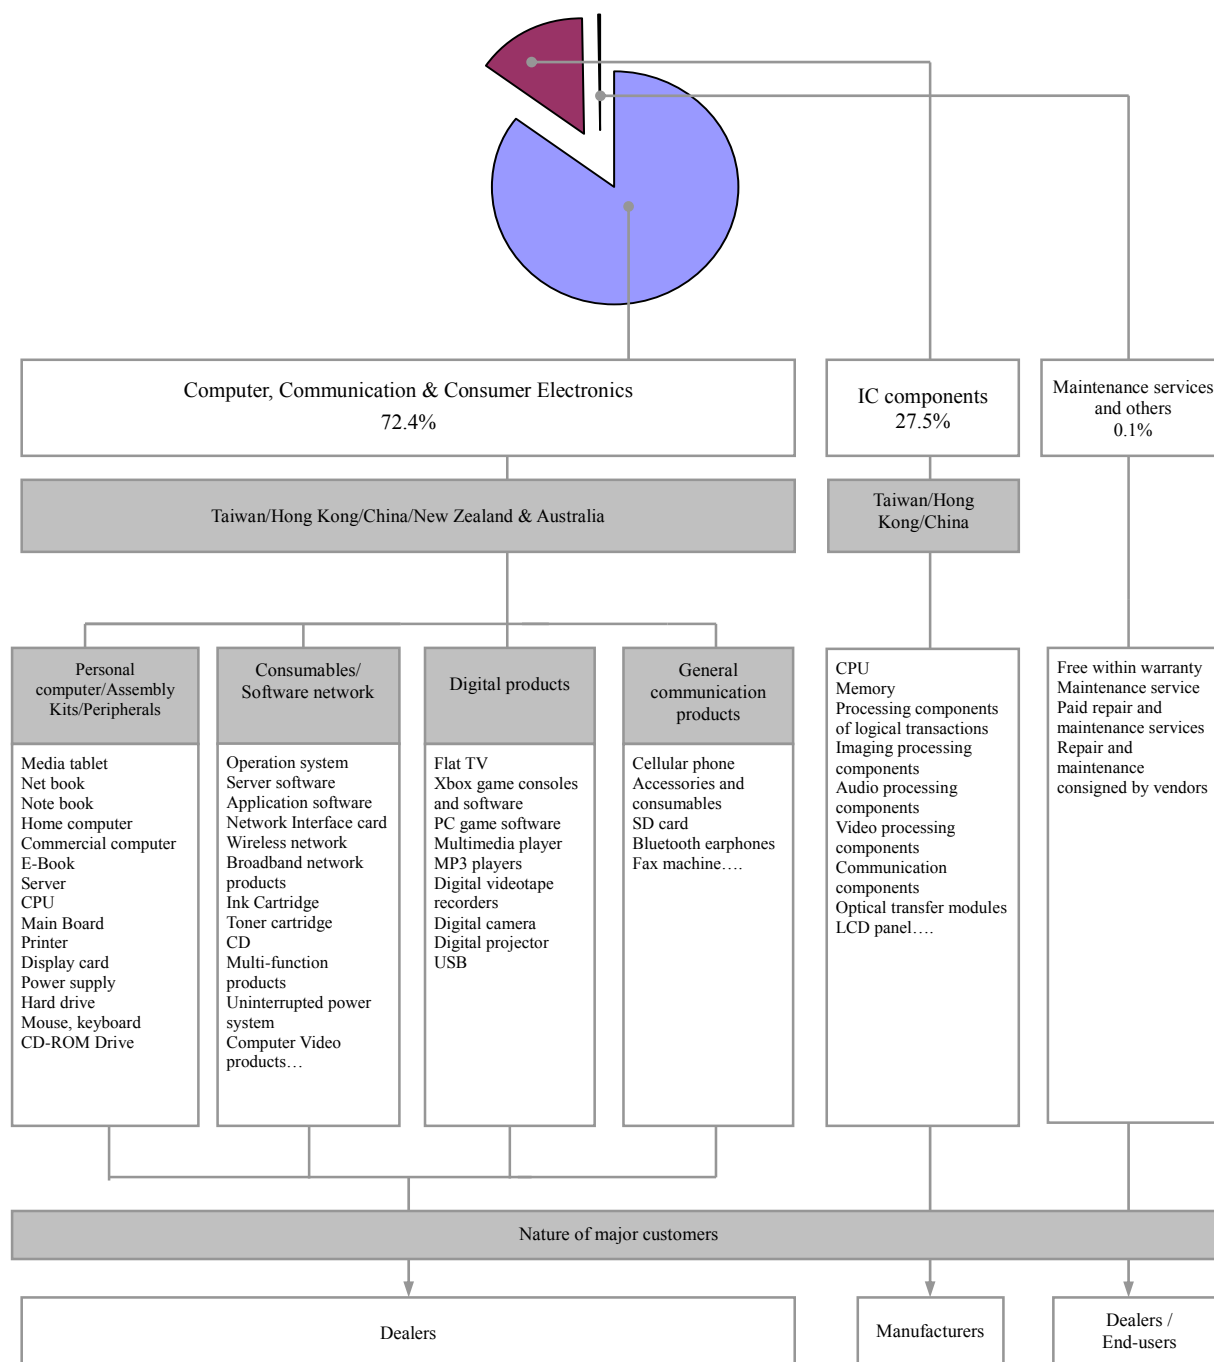 Computer, Communication & Consumer Electronics
72.4%
IC components
27.5%
Maintenance services
and others
0.1%
Taiwan/Hong Kong/China/New Zealand & Australia
Taiwan/Hong
Kong/China
Personal
computer/Assembly
Kits/Peripherals
Media tablet
Net book
Note book
Home computer
Commercial computer
E-Book
Server
CPU
Main Board
Printer
Display card
Power supply
Hard drive
Mouse, keyboard
CD-ROM Drive
Consumables/
Software network
Operation system
Server software
Application software
Network Interface card
Wireless network
Broadband network
products
Ink Cartridge
Toner cartridge
CD
Multi-function
products
Uninterrupted power
system
Computer Video
products…
Digital products
Flat TV
Xbox game consoles
and software
PC game software
Multimedia player
MP3 players
Digital videotape
recorders
Digital camera
Digital projector
USB
General
communication
products
Cellular phone
Accessories and
consumables
SD card
Bluetooth earphones
Fax machine….
CPU
Memory
Processing components
of logical transactions
Imaging processing
components
Audio processing
components
Video processing
components
Communication
components
Optical transfer modules
LCD panel….
Free within warranty
Maintenance service
Paid repair and
maintenance services
Repair and
maintenance
consigned by vendors
Nature of major customers
Dealers
Manufacturers
Dealers /
End-users